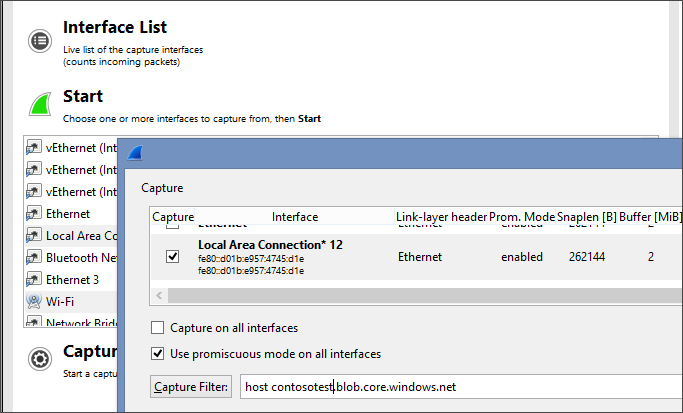 Interface List
Live list of the capture interfaces
(counts incoming packets)
Start
Choose one or more interfaces to capture from, then Start
vEthernet (Int
vEthernet (Int
vEthernet (Int
Ethernet
Local Area Co
Bluetooth Net
Ethernet 3
Wi-Fi
Network Bridg
Captur
Start a captu
Capture
Capture Interface Link-layer header Prom. Mode Snaplen [B] Buffer [MiB]
Ethernet Ethernet enabled 262144 2
Local Area Connection* 12
fe80::d01b:e957:4745:d1e Ethernet enabled 262144 2
fe80::d01b:e957:4745:d1e
Capture on all interfaces
Use promiscuous mode on all interfaces
Capture Filter: host contosotest.blob.core.windows.net